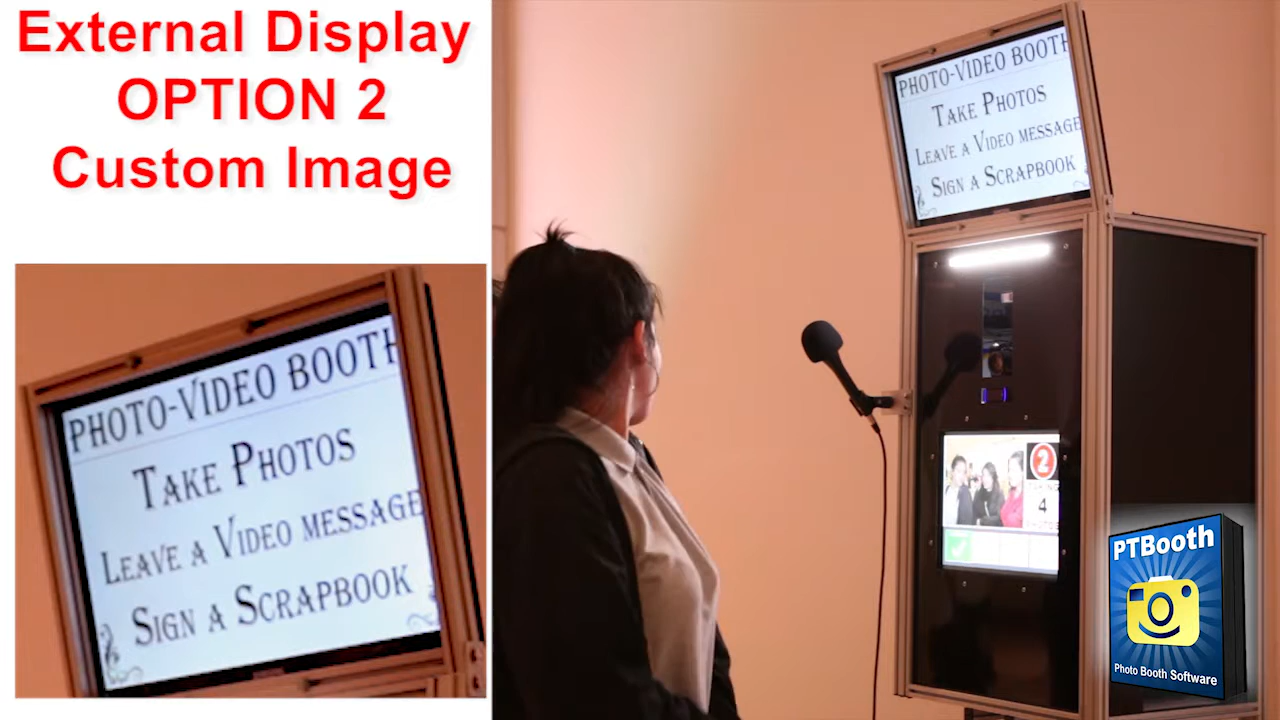 External Display
OPTION 2
Custom Image
PHOTO-VIDEO BOOTH
TAKE PHOTOS
LEAVE A VIDEO MESSAGE
SIGN A SCRAPBOOK
PHOTO-VIDEO BOOTH
TAKE PHOTOS
LEAVE A VIDEO MESSAGE
SIGN A SCRAPBOOK
2
4
PTBooth
Photo Booth Software